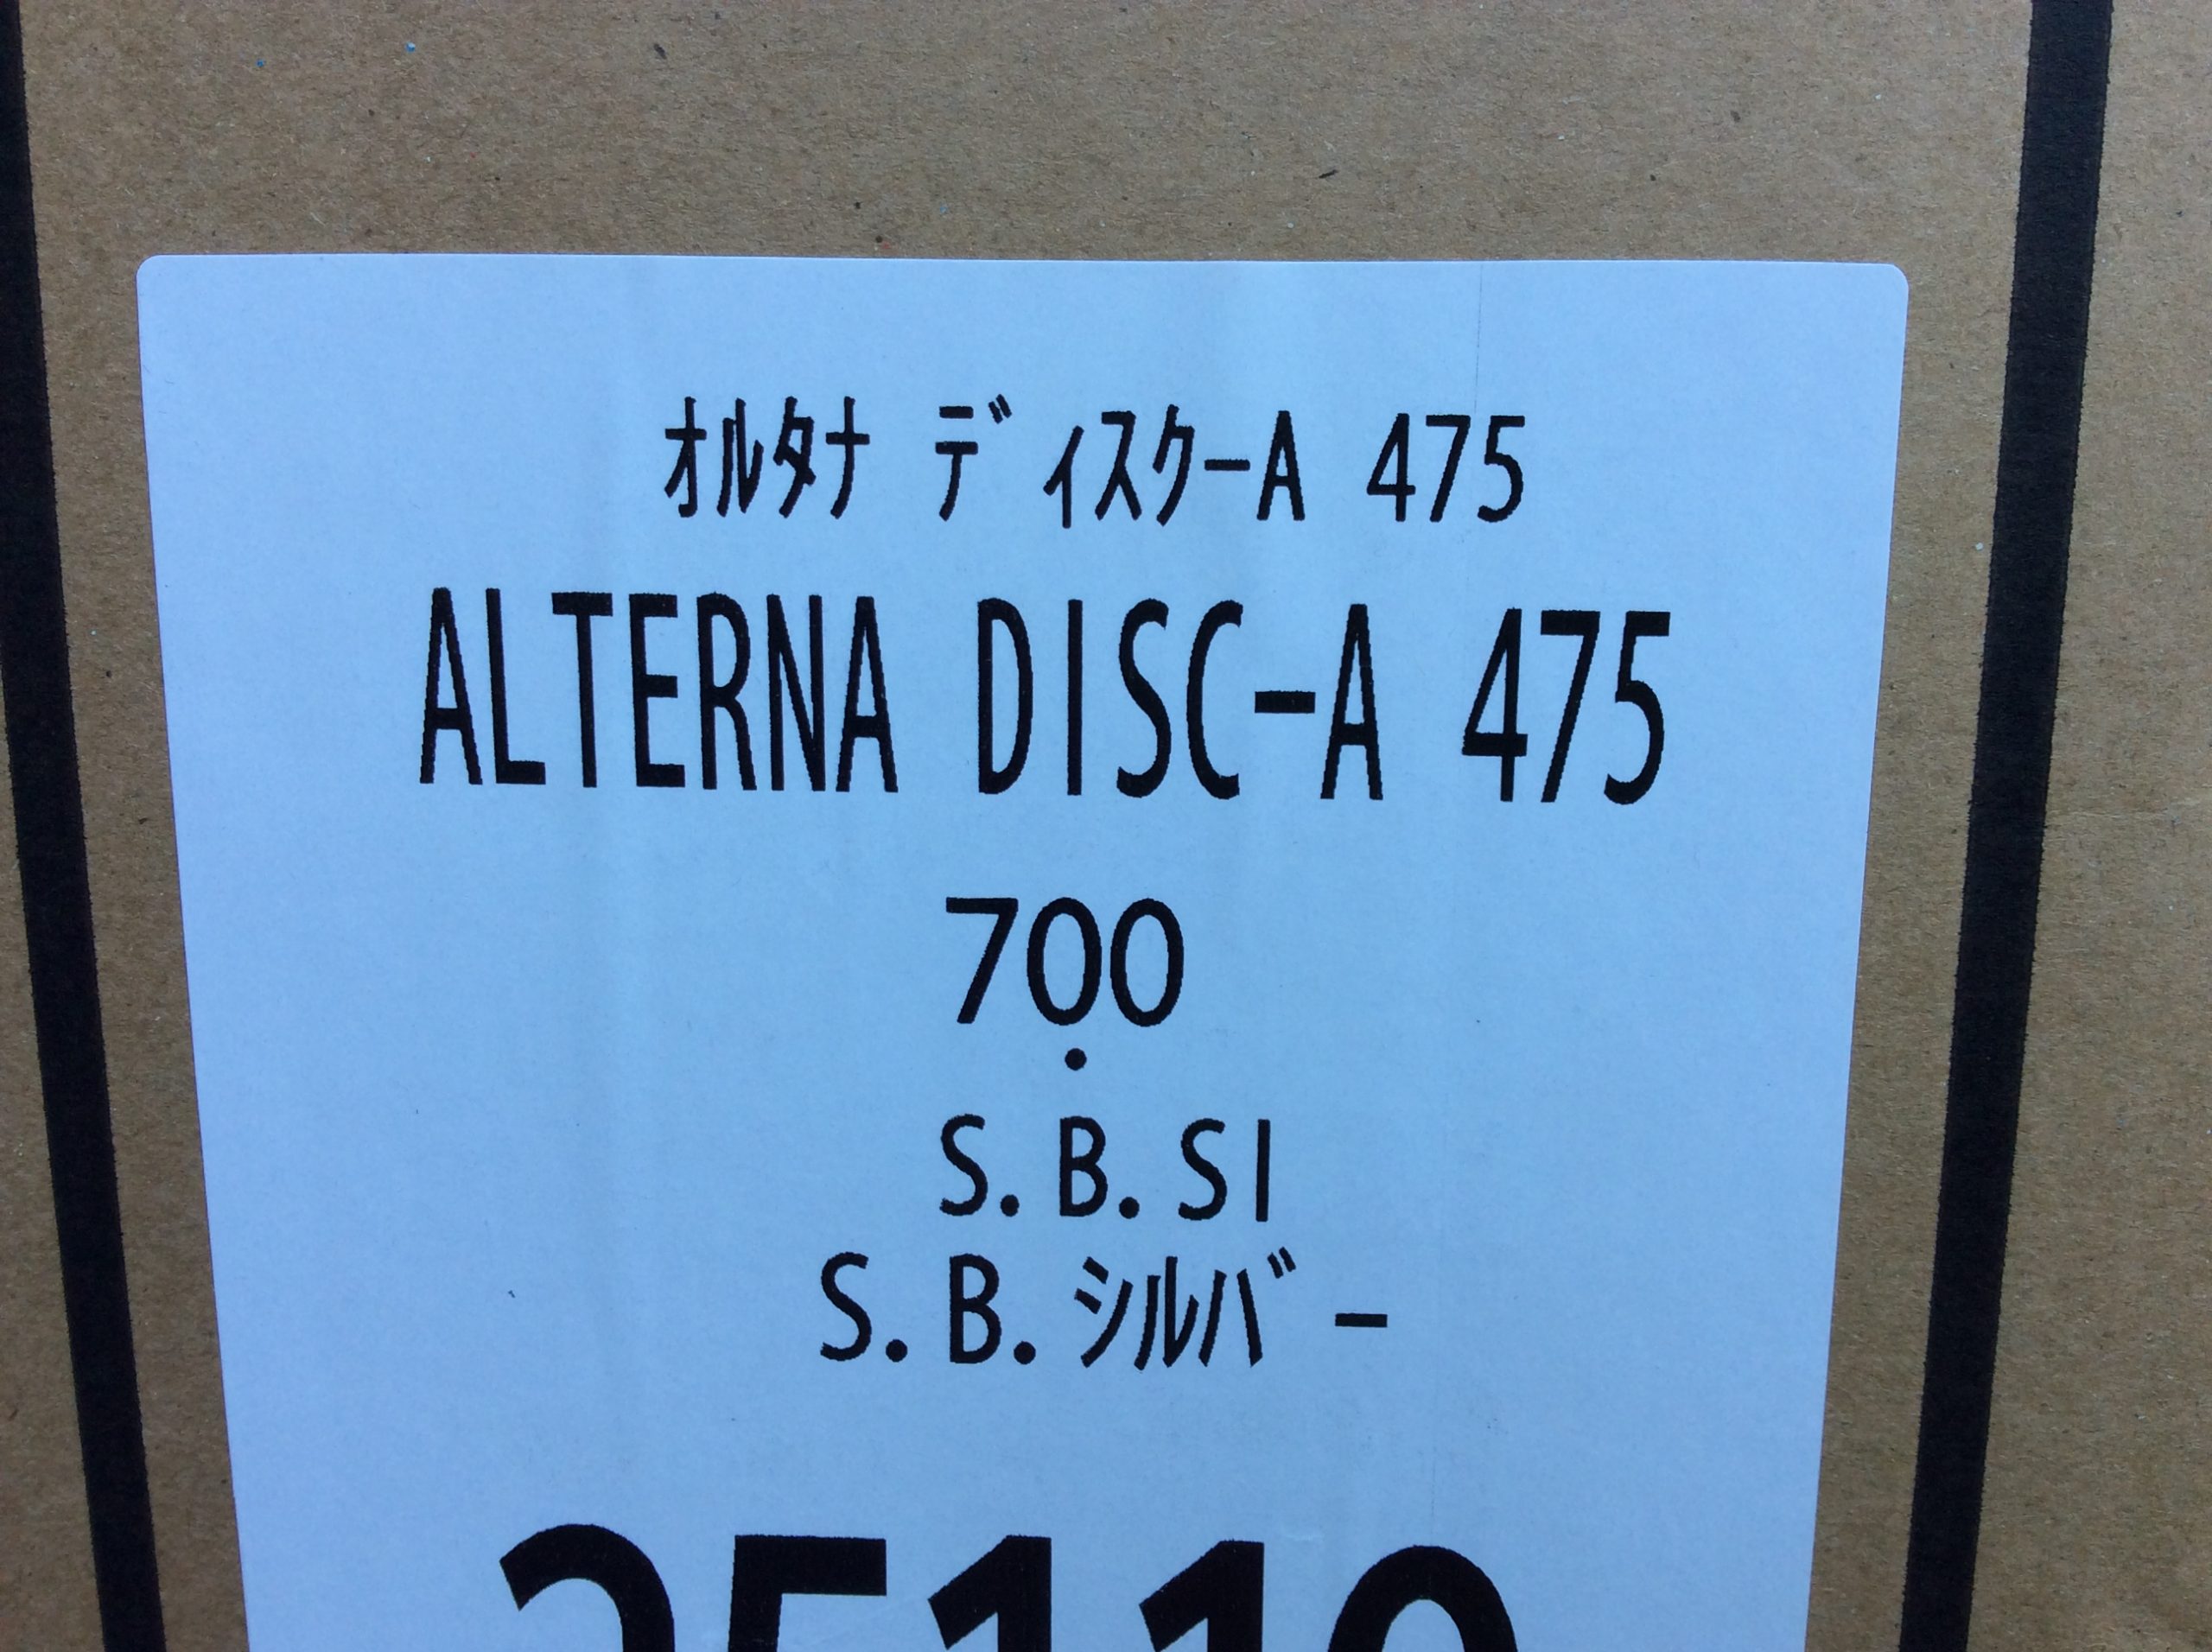 ｵﾙﾀﾅ ﾃﾞｨｽｸｰA 475
ALTERNA DISC-A 475
700
・
S.B.SI
S.B.ｼﾙﾊﾞｰ